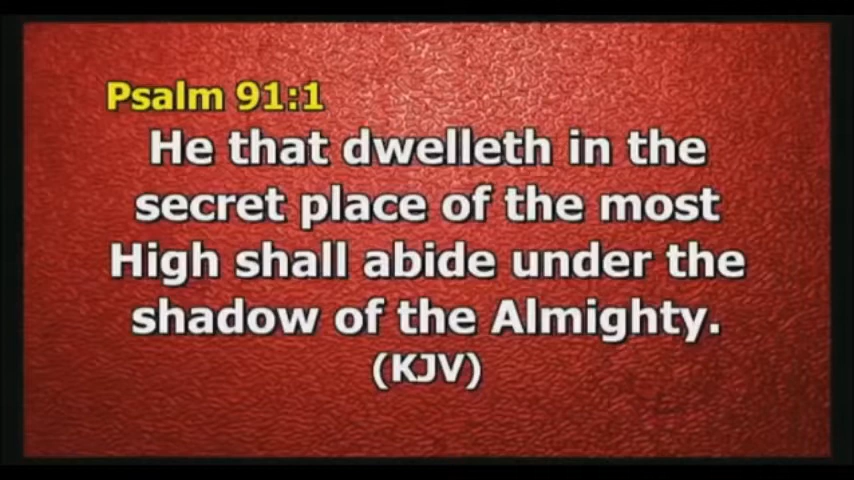 Psalm 91:1
He that dwelleth in the
secret place of the most
High shall abide under the
shadow of the Almighty.
(KJV)